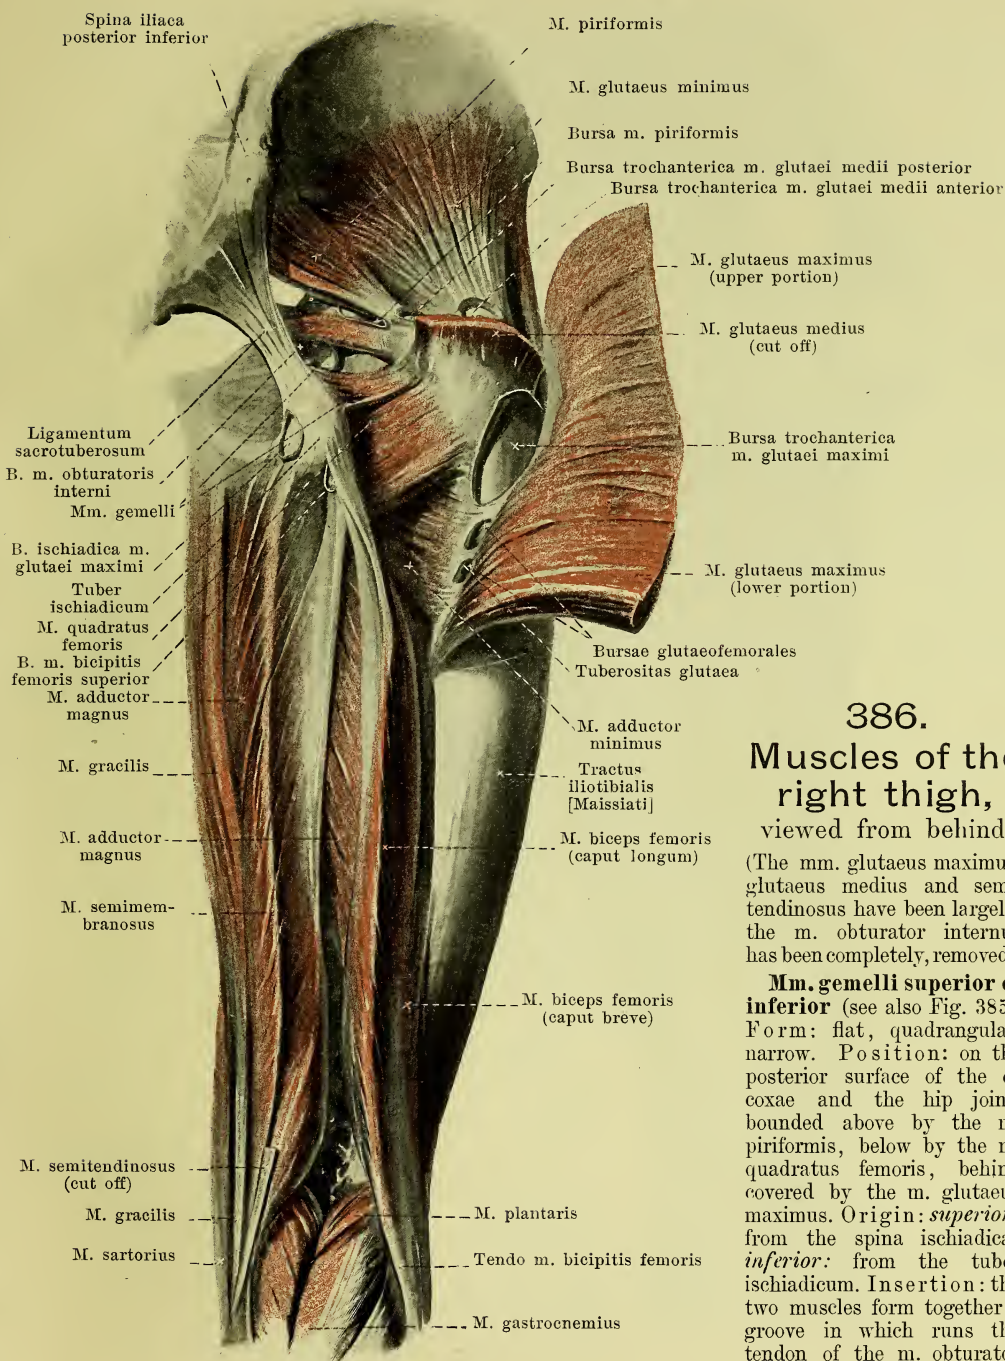 Spina iliaca
posterior inferior
M. piriformis
M. glutaeus minimus
Bursa m. piriformis
Bursa trochanterica m. glutaei medii posterior
Bursa trochanterica m. glutaei medii anterior
M. glutaeus maximus
(upper portion)
M. glutaeus medius
(cut off)
Bursa trochanterica
m. glutaei maximi
M. glutaeus maximus
(lower portion)
Bursae glutaeofemorales
Tuberositas glutaea
M. adductor
minimus
Tractus
iliotibialis
[Maissiati]
M. biceps femoris
(caput longum)
M. biceps femoris
(caput breve)
M. plantaris
Tendo m. bicipitis femoris
M. gastrocnemius
Ligamentum
sacrotuberosum
B. m. obturatoris
interni
Mm. gemelli
B. ischiadica m.
glutaei maximi
Tuber
ischiadicum
M. quadratus
femoris
B. m. bicipitis
femoris superior
M. adductor
magnus
M. gracilis
M. adductor
magnus
M. semimem-
branosus
M. semitendinosus
(cut off)
M. gracilis
M. sartorius
386.
Muscles of the
right thigh,
viewed from behind.
(The mm. glutaeus maximu
glutaeus medius and sem
tendinosus have been largel
the m. obturator internu
has been completely, removed
Mm. gemelli superior e
inferior (see also Fig. 385
Form: flat, quadrangula
narrow. Position: on th
posterior surface of the o
coxae and the hip join
bounded above by the m
piriformis, below by the m
quadratus femoris, behin
covered by the m. glutaeu
maximus. Origin: superior
from the spina ischiadica
inferior: from the tube
ischiadicum. Insertion: th
two muscles form together
groove in which runs th
tendon of the m. obturato